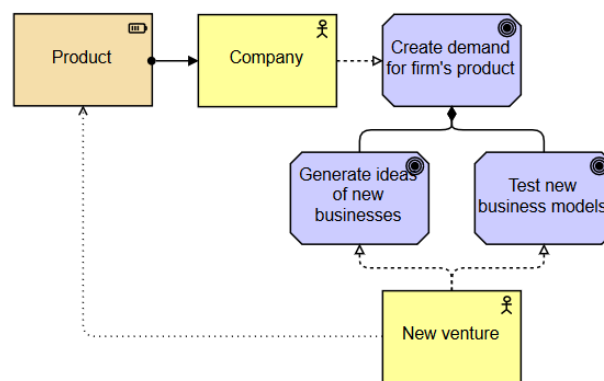 Product
Company
Create demand
for firm's product
Generate ideas
of new
businesses
Test new
business models
New venture